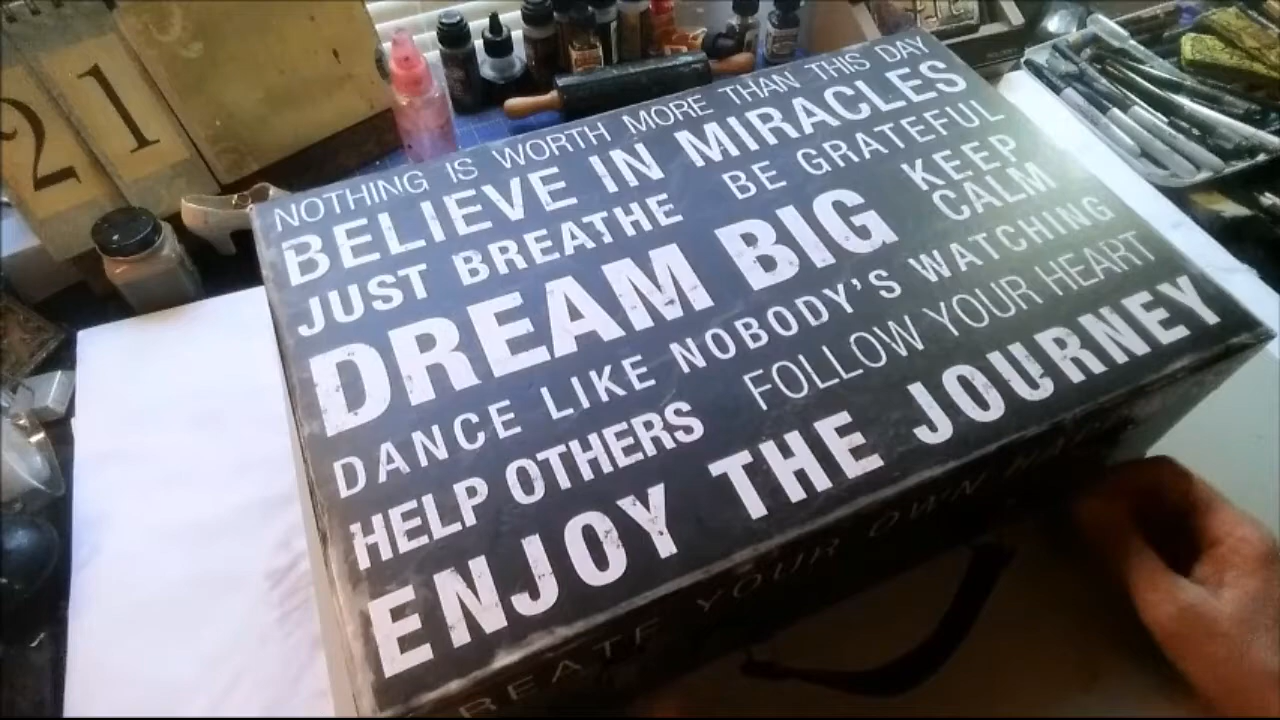 21
NOTHING IS WORTH MORE THAN THIS DAY
BELIEVE IN MIRACLES
JUST BREATHE BE GRATEFUL
DREAM BIG KEEP CALM
DANCE LIKE NOBODY'S WATCHING
HELP OTHERS FOLLOW YOUR HEART
ENJOY THE JOURNEY
REATE YOUR OWN